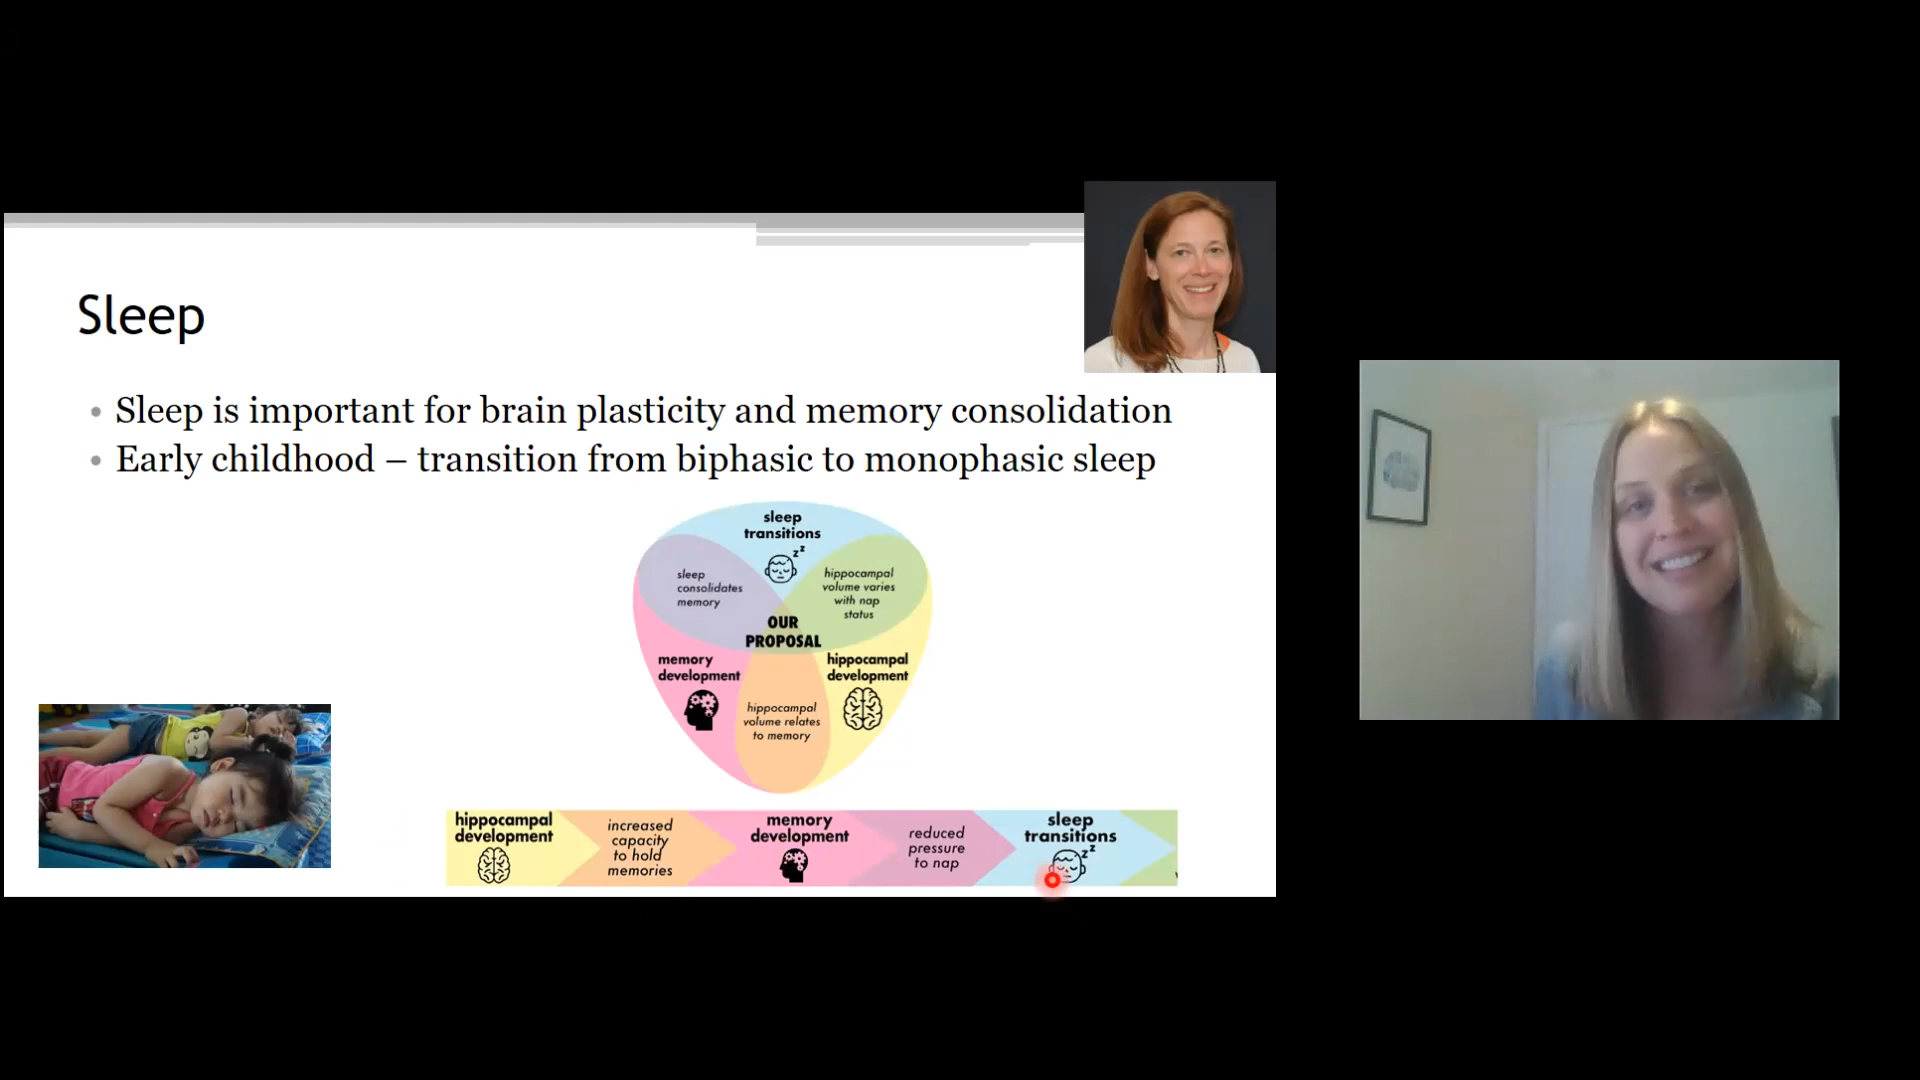 Sleep
• Sleep is important for brain plasticity and memory consolidation
• Early childhood – transition from biphasic to monophasic sleep
sleep
transitions
z z
sleep
consolidates
memory
hippocampal
volume varies
with nap
status
OUR
PROPOSAL
memory
development
hippocampal
development
hippocampal
volume relates
to memory
hippocampal
development
increased
capacity
to hold
memories
memory
development
reduced
pressure
to nap
sleep
transitions
z z